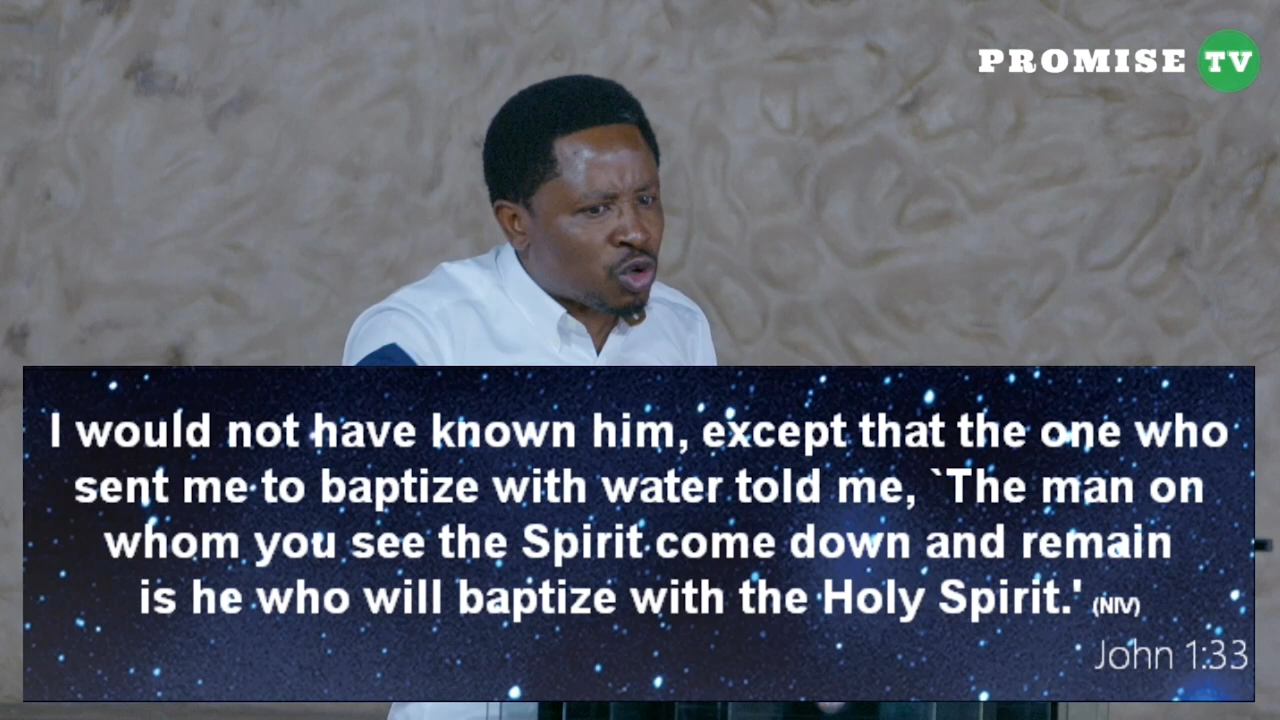 PROMISE TV
I would not have known him, except that the one who
sent me to baptize with water told me, `The man on
whom you see the Spirit come down and remain
is he who will baptize with the Holy Spirit.' (NIV)
John 1:33